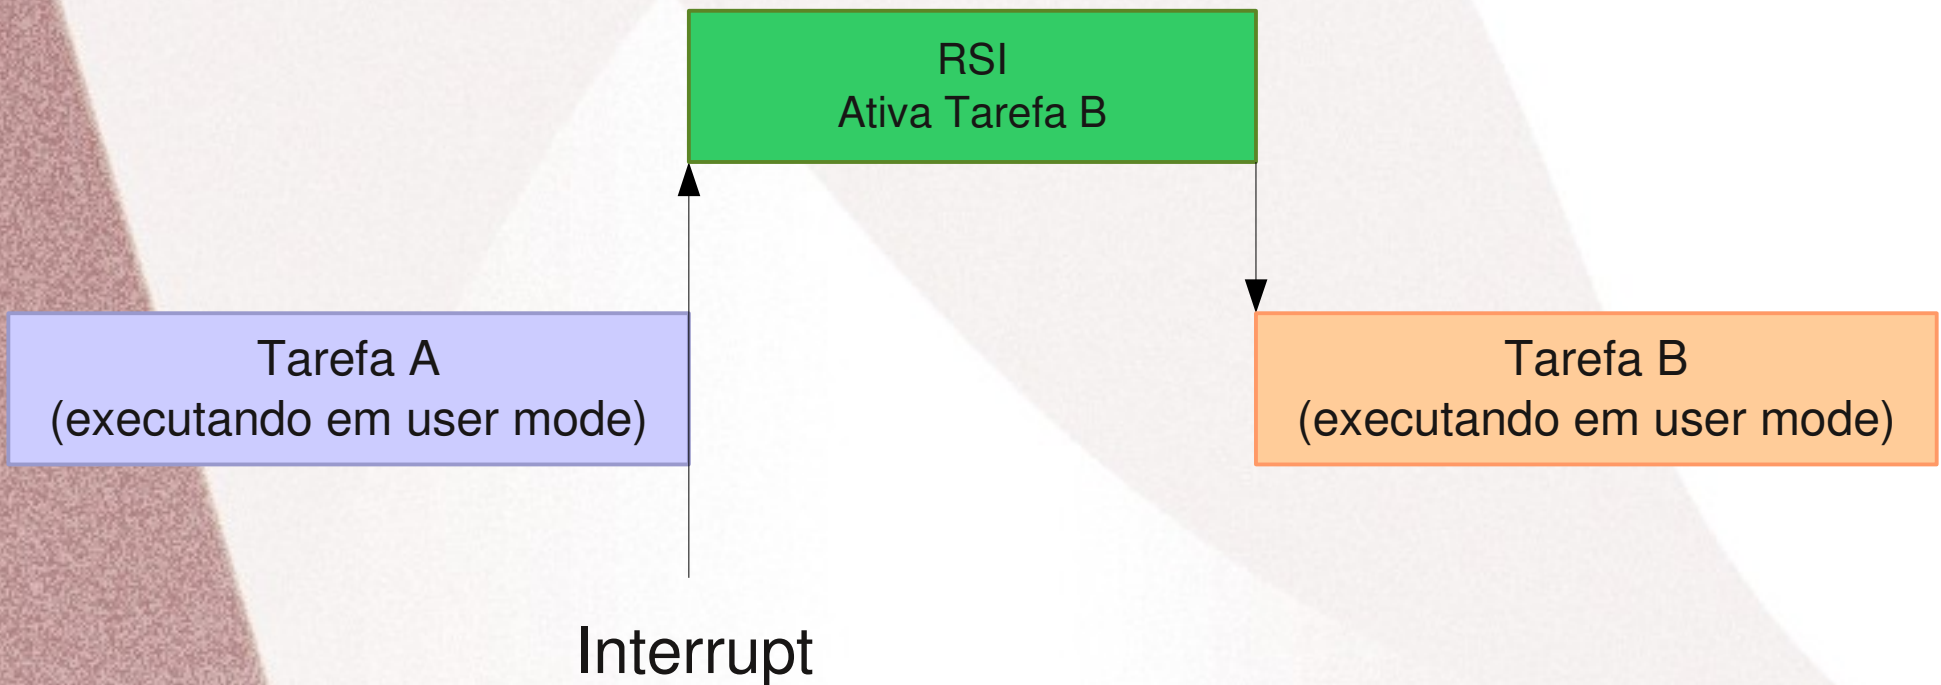 RSI
Ativa Tarefa B
Tarefa A
(executando em user mode)
Tarefa B
(executando em user mode)
Interrupt